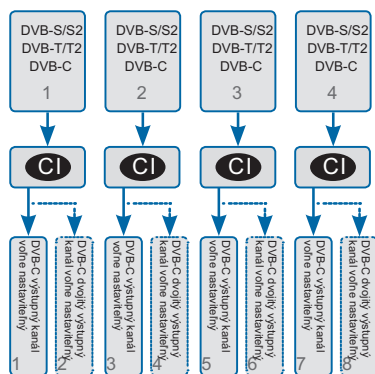 DVB-S/S2
DVB-T/T2
DVB-C
1
DVB-S/S2
DVB-T/T2
DVB-C
2
DVB-S/S2
DVB-T/T2
DVB-C
3
DVB-S/S2
DVB-T/T2
DVB-C
4
CI
CI
CI
CI
DVB-C výstupný kanál
voľne nastaviteľný
1
DVB-C dvojitý výstupný
kanál voľne nastaviteľný
2
DVB-C výstupný kanál
voľne nastaviteľný
3
DVB-C dvojitý výstupný
kanál voľne nastaviteľný
4
DVB-C výstupný kanál
voľne nastaviteľný
5
DVB-C dvojitý výstupný
kanál voľne nastaviteľný
6
DVB-C výstupný kanál
voľne nastaviteľný
7
DVB-C dvojitý výstupný
kanál voľne nastaviteľný
8